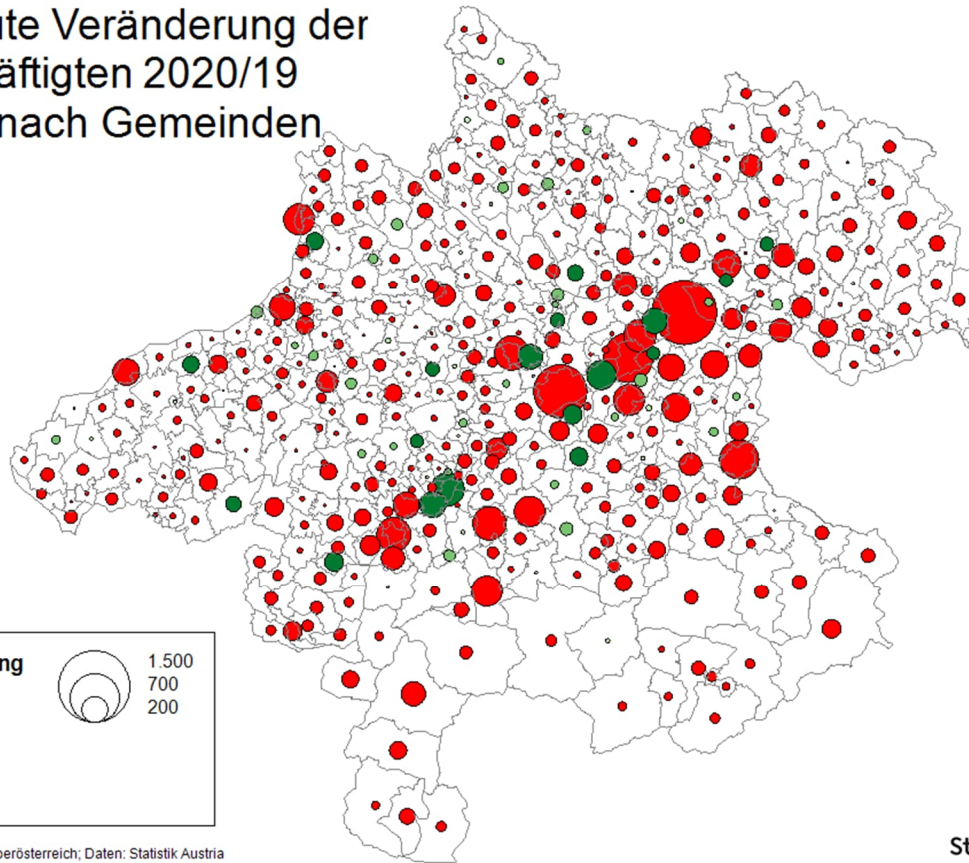 ute Veränderung der
äftigten 2020/19
nach Gemeinden
ng
1.500
700
200
erösterreich; Daten: Statistik Austria
St